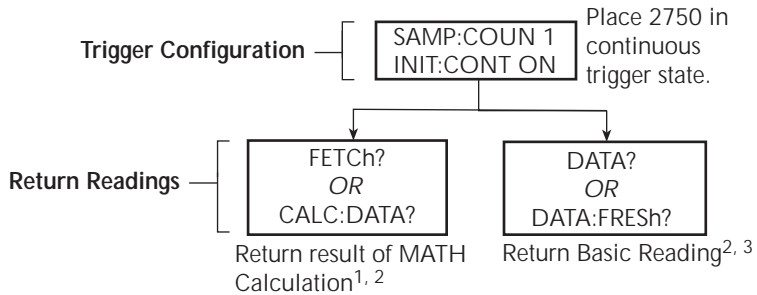 Trigger Configuration
SAMP:COUN 1
INIT:CONT ON
Place 2750 in
continuous
trigger state.
Return Readings
FETCh?
OR
CALC:DATA?
Return result of MATH
Calculation1, 2
DATA?
OR
DATA:FRESh?
Return Basic Reading2, 3